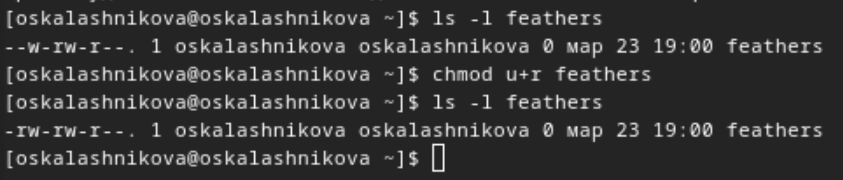 [oskalashnikova@oskalashnikova ~]$ ls -l feathers
--w-rw-r--. 1 oskalashnikova oskalashnikova 0 мар 23 19:00 feathers
[oskalashnikova@oskalashnikova ~]$ chmod u+r feathers
[oskalashnikova@oskalashnikova ~]$ ls -l feathers
-rw-rw-r--. 1 oskalashnikova oskalashnikova 0 мар 23 19:00 feathers
[oskalashnikova@oskalashnikova ~]$